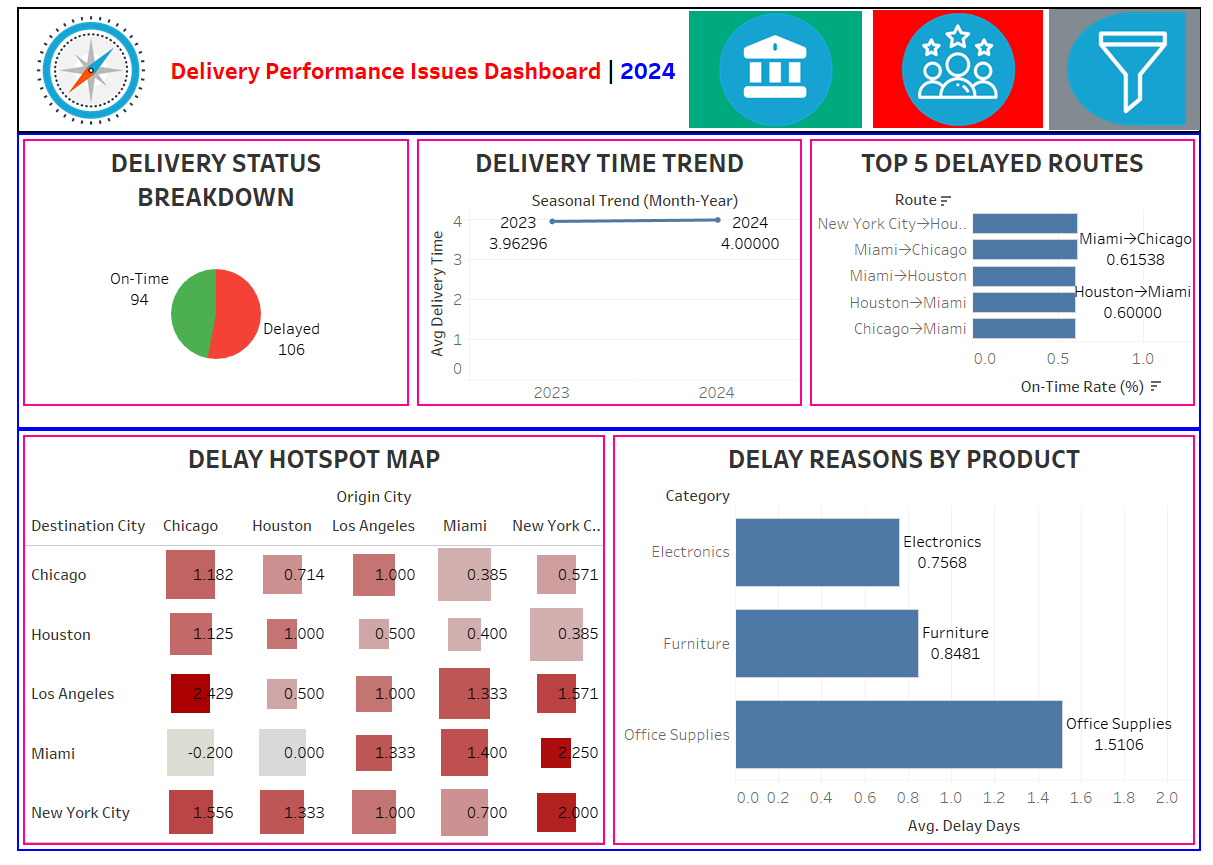 Delivery Performance Issues Dashboard | 2024
DELIVERY STATUS
BREAKDOWN
On-Time
94
Delayed
106
DELIVERY TIME TREND
Seasonal Trend (Month-Year)
Avg Delivery Time
4
3
2
1
0
2023
3.96296
2024
4.00000
2023 2024
TOP 5 DELAYED ROUTES
Route
New York City→Hou..
Miami→Chicago
Miami→Houston
Houston→Miami
Chicago→Miami
Miami→Chicago
0.61538
Houston→Miami
0.60000
0.0 0.5 1.0
On-Time Rate (%)
DELAY HOTSPOT MAP
Origin City
Destination City Chicago Houston Los Angeles Miami New York C..
Chicago 1.182 0.714 1.000 0.385 0.571
Houston 1.125 1.000 0.500 0.400 0.385
Los Angeles 2.429 0.500 1.000 1.333 1.571
Miami -0.200 0.000 1.333 1.400 2.250
New York City 1.556 1.333 1.000 0.700 2.000
DELAY REASONS BY PRODUCT
Category
Electronics
Electronics
0.7568
Furniture
Furniture
0.8481
Office Supplies
Office Supplies
1.5106
0.0 0.2 0.4 0.6 0.8 1.0 1.2 1.4 1.6 1.8 2.0
Avg. Delay Days